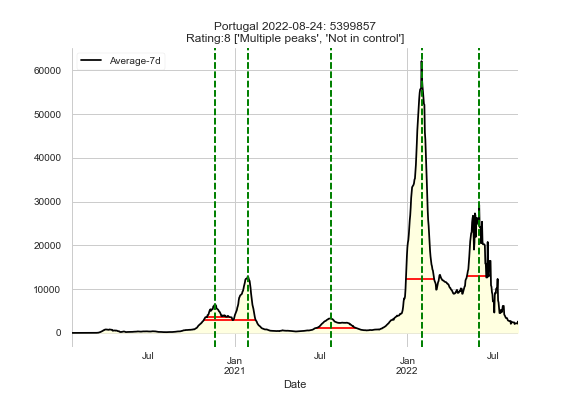 Portugal 2022-08-24: 5399857
Rating:8 ['Multiple peaks', 'Not in control']
Average-7d
60000
50000
40000
30000
20000
10000
0
Jul
Jan
2021
Jul
Jan
2022
Jul
Date